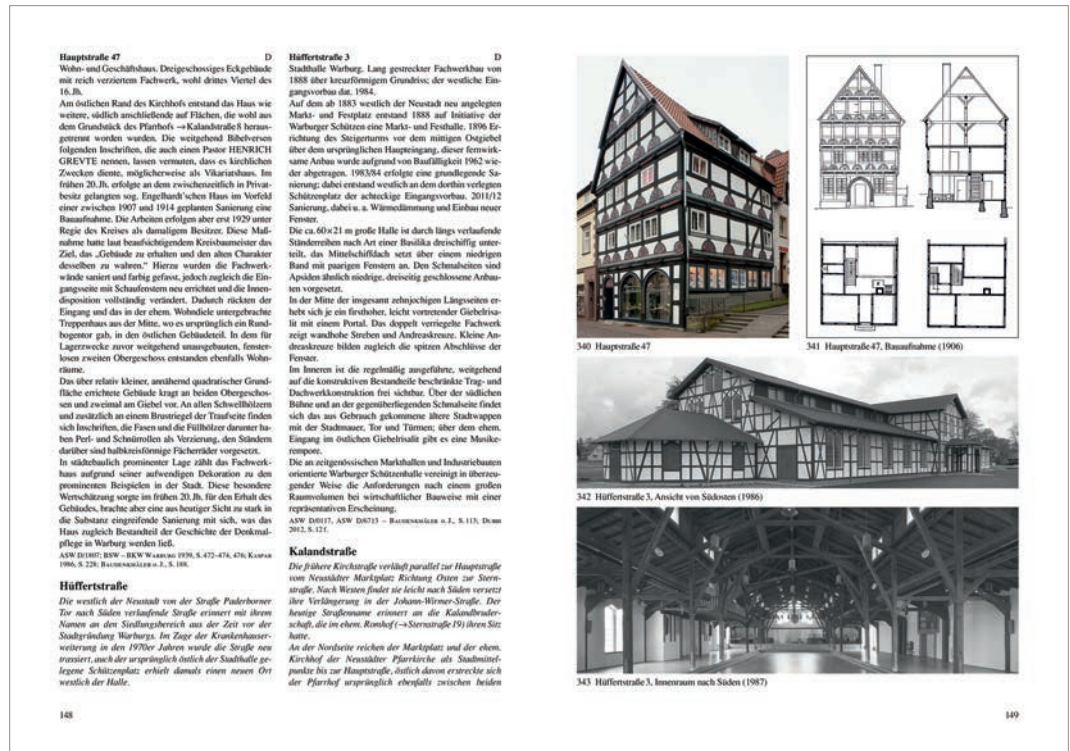 Hauptstraße 47 D
Wohn- und Geschäftshaus. Dreigeschossiges Eckgebäude
mit reich verziertem Fachwerk, wohl drittes Viertel des
16. Jh.
Am östlichen Rand des Kirchhofs entstand das Haus wie
weitere, südlich anschließende auf Flächen, die wohl aus
dem Grundstück des Pfarrhofs →Kalandstraße 8 heraus-
getrennt worden wurden. Die weitgehend Bibelversen
folgenden Inschriften, die auch einen Pastor HENRICH
GREVTE nennen, lassen vermuten, dass es kirchlichen
Zwecken diente, möglicherweise als Vikariatshaus. Im
frühen 20. Jh. erfolgte an dem zwischenzeitlich in Privat-
besitz gelangten sog. Engelhardt'schen Haus im Vorfeld
einer zwischen 1907 und 1914 geplanten Sanierung eine
Bauaufnahme. Die Arbeiten erfolgen aber erst 1929 unter
Regie des Kreises als damaligem Besitzer. Diese Maß-
nahme hatte laut beaufsichtigendem Kreisbaumeister das
Ziel, das „Gebäude zu erhalten und den alten Charakter
desselben zu wahren.“ Hierzu wurden die Fachwerk-
wände saniert und farbig gefasst, jedoch zugleich die Ein-
gangsseite mit Schaufenstern neu errichtet und die Innen-
disposition vollständig verändert. Dadurch rückten der
Eingang und das in der ehem. Wohndiele untergebrachte
Treppenhaus aus der Mitte, wo es ursprünglich ein Rund-
bogentor gab, in den östlichen Gebäudeteil. In dem für
Lagerzwecke zuvor weitgehend unausgebauten, fenster-
losen zweiten Obergeschoss entstanden ebenfalls Wohn-
räume.
Das über relativ kleiner, annähernd quadratischer Grund-
fläche errichtete Gebäude kragt an beiden Obergeschos-
sen und zweimal am Giebel vor. An allen Schwellhölzern
und zusätzlich an einem Brustriegel der Traufseite finden
sich Inschriften, die Fasen und die Füllhölzer darunter ha-
ben Perl- und Schnürrollen als Verzierung, den Ständern
darüber sind halbkreisförmige Fächerräder vorgesetzt.
In städtebaulich prominenter Lage zählt das Fachwerk-
haus aufgrund seiner aufwendigen Dekoration zu den
prominenten Beispielen in der Stadt. Diese besondere
Wertschätzung sorgte im frühen 20. Jh. für den Erhalt des
Gebäudes, brachte aber eine aus heutiger Sicht zu stark in
die Substanz eingreifende Sanierung mit sich, was das
Haus zugleich Bestandteil der Geschichte der Denkmal-
pflege in Warburg werden ließ.
ASW D/1807; BSW – BKW Warburg 1939, S. 472–474, 476; Kaspar
1986, S. 228; Baudenkmäler o. J., S. 188.
Hüffertstraße
Die westlich der Neustadt von der Straße Paderborner
Tor nach Süden verlaufende Straße erinnert mit ihrem
Namen an den Siedlungsbereich aus der Zeit vor der
Stadtgründung Warburgs. Im Zuge der Krankenhauser-
weiterung in den 1970er Jahren wurde die Straße neu
trassiert, auch der ursprünglich östlich der Stadthalle ge-
legene Schützenplatz erhielt damals einen neuen Ort
westlich der Halle.
148
Hüffertstraße 3 D
Stadthalle Warburg. Lang gestreckter Fachwerkbau von
1888 über kreuzförmigem Grundriss; der westliche Ein-
gangsvorbau dat. 1984.
Auf dem ab 1883 westlich der Neustadt neu angelegten
Markt- und Festplatz entstand 1888 auf Initiative der
Warburger Schützen eine Markt- und Festhalle. 1896 Er-
richtung des Steigerturms vor dem mittigen Ostgiebel
über dem ursprünglichen Haupteingang, dieser fernwirk-
same Anbau wurde aufgrund von Baufälligkeit 1962 wie-
der abgetragen. 1983/84 erfolgte eine grundlegende Sa-
nierung; dabei entstand westlich an dem dorthin verlegten
Schützenplatz der achteckige Eingangsvorbau. 2011/12
Sanierung, dabei u. a. Wärmedämmung und Einbau neuer
Fenster.
Die ca. 60 × 21 m große Halle ist durch längs verlaufende
Ständerreihen nach Art einer Basilika dreischiffig unter-
teilt, das Mittelschiffdach setzt über einem niedrigen
Band mit paarigen Fenstern an. Den Schmalseiten sind
Apsiden ähnlich niedrige, dreiseitig geschlossene Anbau-
ten vorgesetzt.
In der Mitte der insgesamt zehnjochigen Längsseiten er-
hebt sich je ein firsthoher, leicht vortretender Giebelrisa-
lit mit einem Portal. Das doppelt verriegelte Fachwerk
zeigt wandhohe Streben und Andreaskreuze. Kleine An-
dreaskreuze bilden zugleich die spitzen Abschlüsse der
Fenster.
Im Inneren ist die regelmäßig ausgeführte, weitgehend
auf die konstruktiven Bestandteile beschränkte Trag- und
Dachwerkkonstruktion frei sichtbar. Über der südlichen
Bühne und an der gegenüberliegenden Schmalseite findet
sich das aus Gebrauch gekommene ältere Stadtwappen
mit der Stadtmauer, Tor und Türmen; über dem ehem.
Eingang im östlichen Giebelrisalit gibt es eine Musike-
rempore.
Die an zeitgenössischen Markthallen und Industriebauten
orientierte Warburger Schützenhalle vereinigt in überzeu-
gender Weise die Anforderungen nach einem großen
Raumvolumen bei wirtschaftlicher Bauweise mit einer
repräsentativen Erscheinung.
ASW D/0117, ASW D/6715 – Baudenkmäler o. J., S. 113; Dubbi
2012, S. 121.
Kalandstraße
Die frühere Kirchstraße verläuft parallel zur Hauptstraße
vom Neustädter Marktplatz Richtung Osten zur Stern-
straße. Nach Westen findet sie leicht nach Süden versetzt
ihre Verlängerung in der Johann-Wirmer-Straße. Der
heutige Straßenname erinnert an die Kalandbruder-
schaft, die im ehem. Romhof (→Sternstraße 19) ihren Sitz
hatte.
An der Nordseite reichen der Marktplatz und der ehem.
Kirchhof der Neustädter Pfarrkirche als Stadtmittel-
punkte bis zur Hauptstraße, östlich davon erstreckte sich
der Pfarrhof ursprünglich ebenfalls zwischen beiden
340 Hauptstraße 47
341 Hauptstraße 47, Bauaufnahme (1906)
342 Hüffertstraße 3, Ansicht von Südosten (1986)
343 Hüffertstraße 3, Innenraum nach Süden (1987)
149